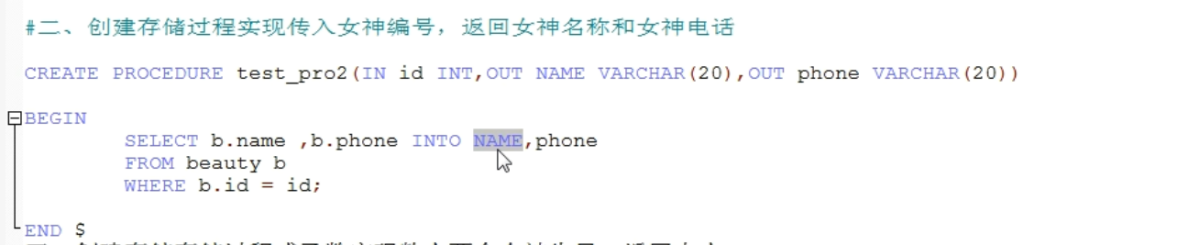 #二、创建存储过程实现传入女神编号，返回女神名称和女神电话
CREATE PROCEDURE test_pro2(IN id INT,OUT NAME VARCHAR(20),OUT phone VARCHAR(20))
BEGIN
SELECT b.name ,b.phone INTO NAME,phone
FROM beauty b
WHERE b.id = id;
END $